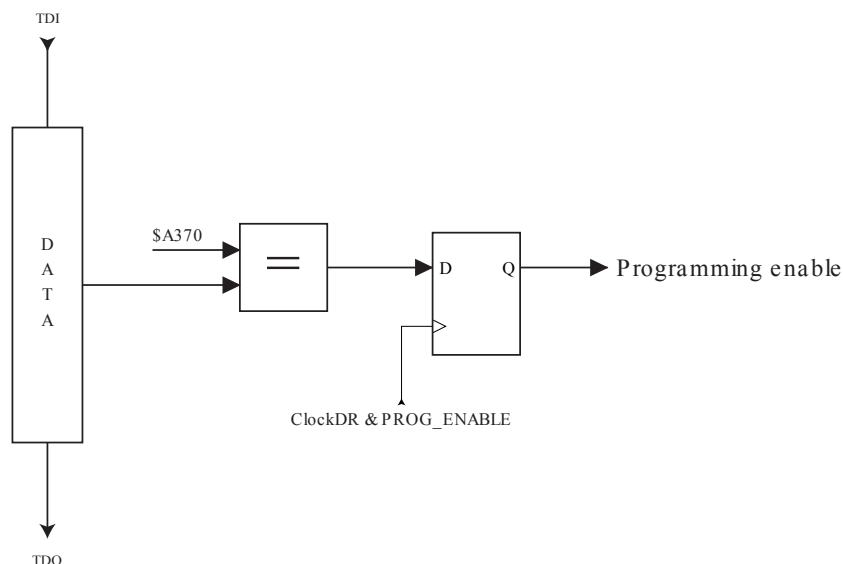 TDI
D
A
T
A
$A370
=
D Q
Programming enable
ClockDR & PROG_ENABLE
TDO